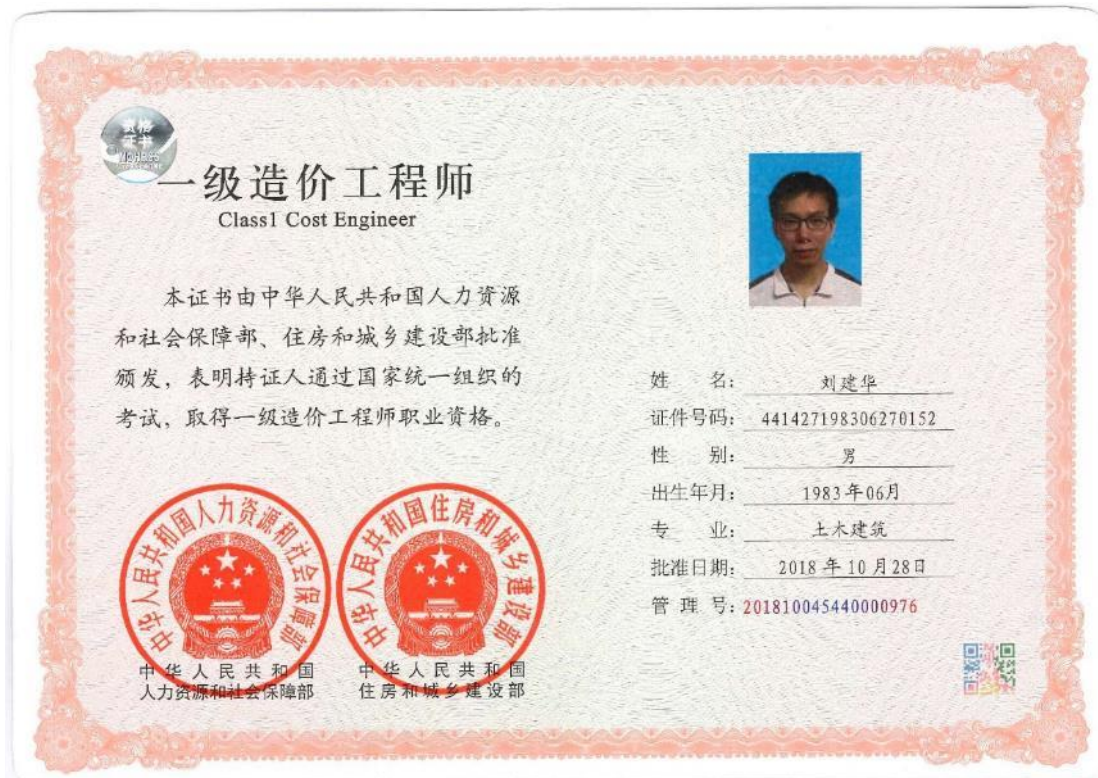 资格
证书
MOHRSS
一级造价工程师
Class1 Cost Engineer
本证书由中华人民共和国人力资源
和社会保障部、住房和城乡建设部批准
颁发，表明持证人通过国家统一组织的
考试，取得一级造价工程师职业资格。
中华人民共和国人力资源和社会保障部
中华人民共和国
人力资源和社会保障部
中华人民共和国住房和城乡建设部
中华人民共和国
住房和城乡建设部
姓 名： 刘建华
证件号码： 441427198306270152
性 别： 男
出生年月： 1983年06月
专 业： 土木建筑
批准日期： 2018年10月28日
管 理 号：201810045440000976